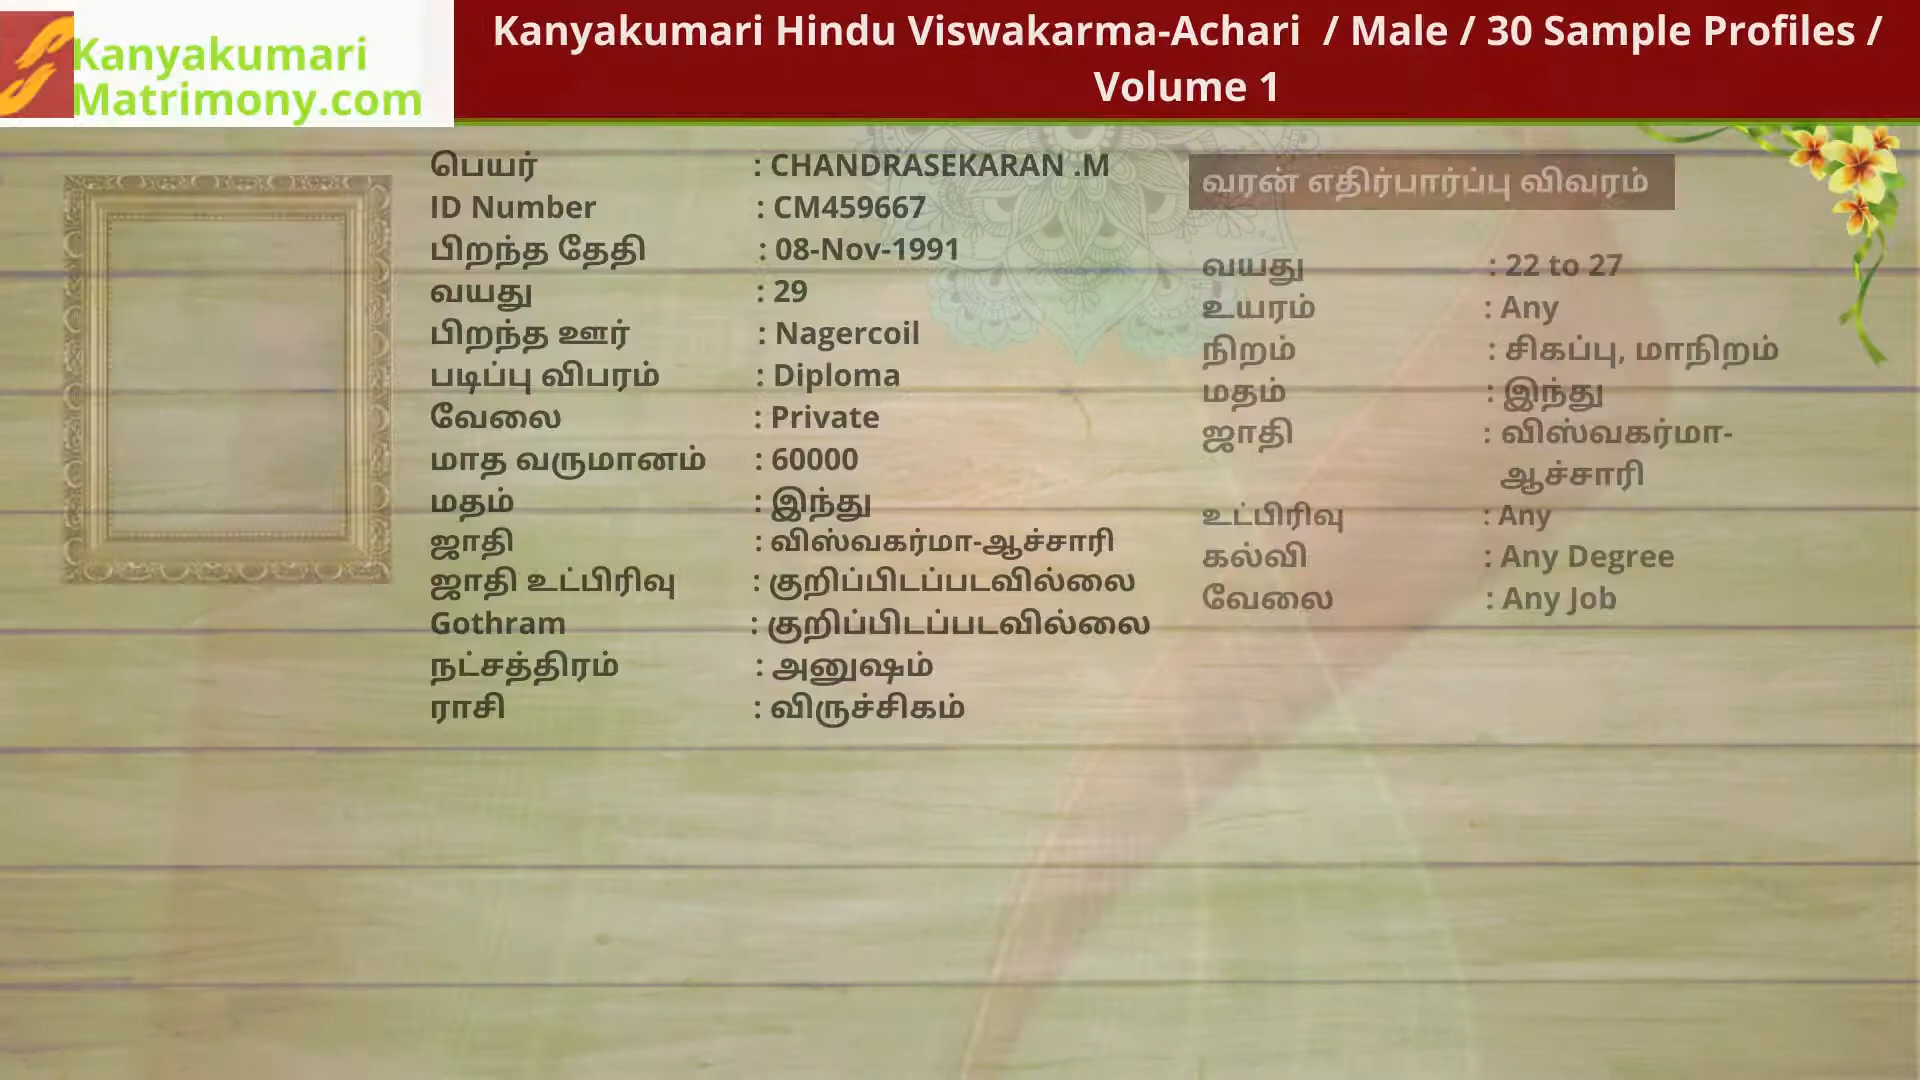 Kanyakumari
Matrimony.com
Kanyakumari Hindu Viswakarma-Achari / Male / 30 Sample Profiles /
Volume 1
பெயர் : CHANDRASEKARAN .M
ID Number : CM459667
பிறந்த தேதி : 08-Nov-1991
வயது : 29
பிறந்த ஊர் : Nagercoil
படிப்பு விபரம் : Diploma
வேலை : Private
மாத வருமானம் : 60000
மதம் : இந்து
ஜாதி : விஸ்வகர்மா-ஆச்சாரி
ஜாதி உட்பிரிவு : குறிப்பிடப்படவில்லை
Gothram : குறிப்பிடப்படவில்லை
நட்சத்திரம் : அனுஷம்
ராசி : விருச்சிகம்
வரன் எதிர்பார்ப்பு விவரம்
வயது : 22 to 27
உயரம் : Any
நிறம் : சிகப்பு, மாநிறம்
மதம் : இந்து
ஜாதி : விஸ்வகர்மா-
ஆச்சாரி
உட்பிரிவு : Any
கல்வி : Any Degree
வேலை : Any Job